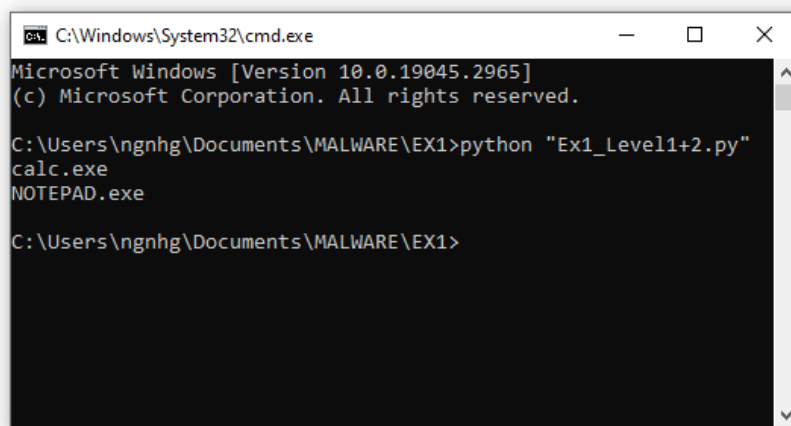 C:\Windows\System32\cmd.exe
Microsoft Windows [Version 10.0.19045.2965]
(c) Microsoft Corporation. All rights reserved.
C:\Users\ngnhg\Documents\MALWARE\EX1>python "Ex1_Level1+2.py"
calc.exe
NOTEPAD.exe
C:\Users\ngnhg\Documents\MALWARE\EX1>